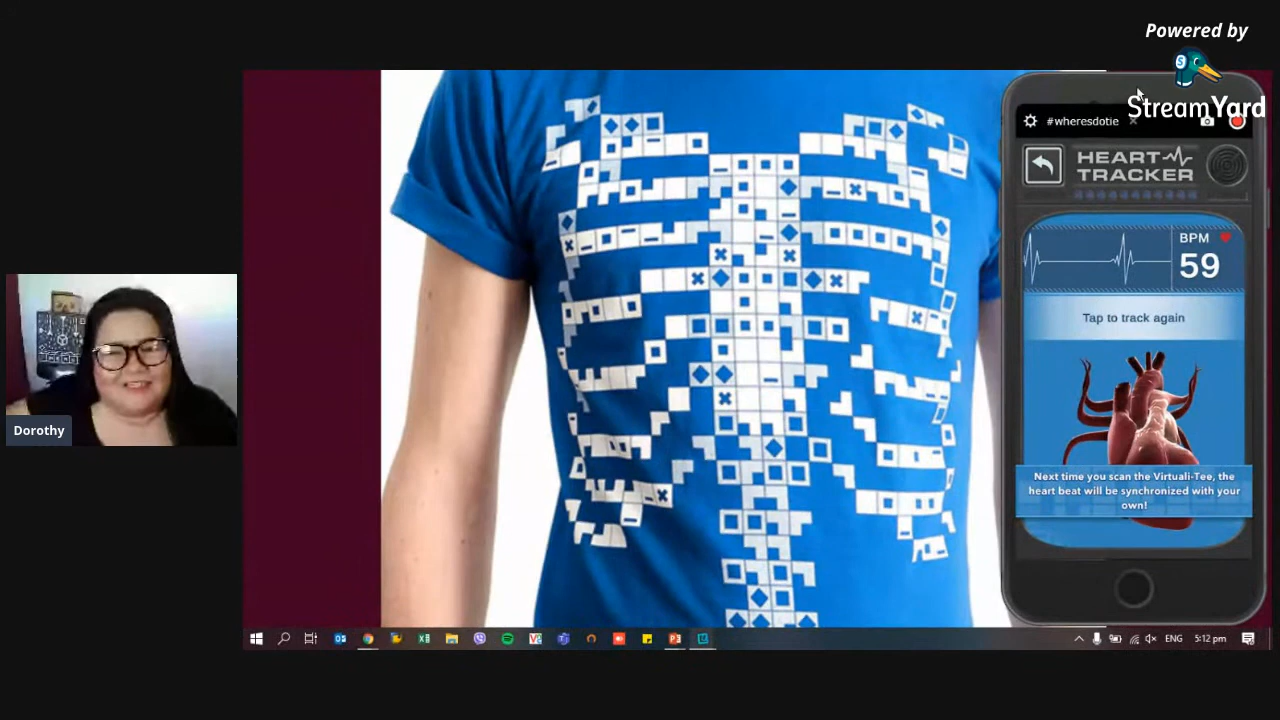 Powered by
StreamYard
#wheresdotie
HEART
TRACKER
BPM
59
Tap to track again
Next time you scan the Virtuali-Tee, the
heart beat will be synchronized with your
own!
Dorothy
ENG
5:12 pm